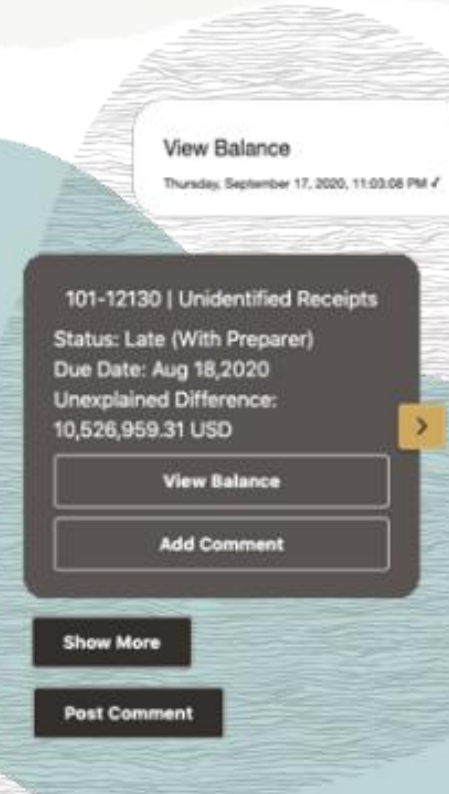 View Balance
Thursday, September 17, 2020, 11:03:08 PM ✓
101-12130 | Unidentified Receipts
Status: Late (With Preparer)
Due Date: Aug 18,2020
Unexplained Difference:
10,526,959.31 USD
View Balance
Add Comment
Show More
Post Comment